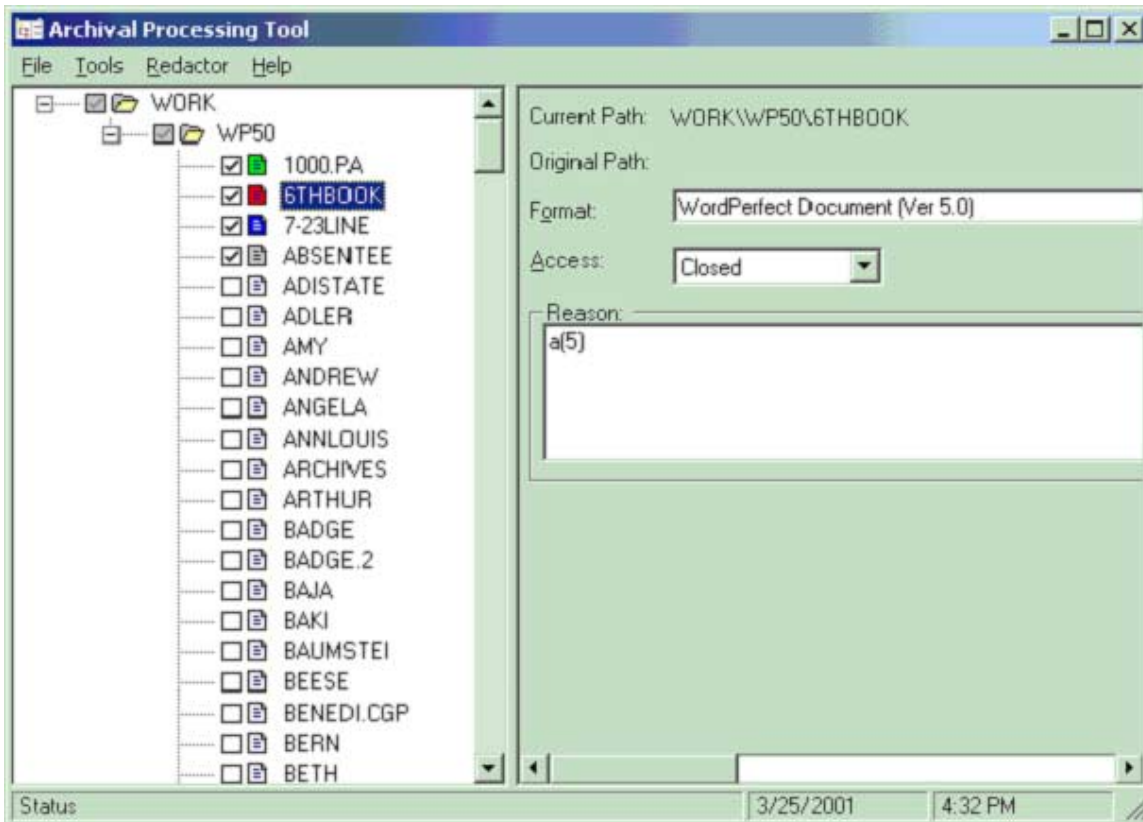 Archival Processing Tool
File Tools Redactor Help
WORK
WP50
1000.PA
6THBOOK
7-23LINE
ABSENTEE
ADISTATE
ADLER
AMY
ANDREW
ANGELA
ANNLOUIS
ARCHIVES
ARTHUR
BADGE
BADGE.2
BAJA
BAKI
BAUMSTEI
BEESE
BENEDI.CGP
BERN
BETH
Current Path: WORK\WP50\6THBOOK
Original Path:
Format: WordPerfect Document (Ver 5.0)
Access: Closed
Reason:
a(5)
Status 3/25/2001 4:32 PM